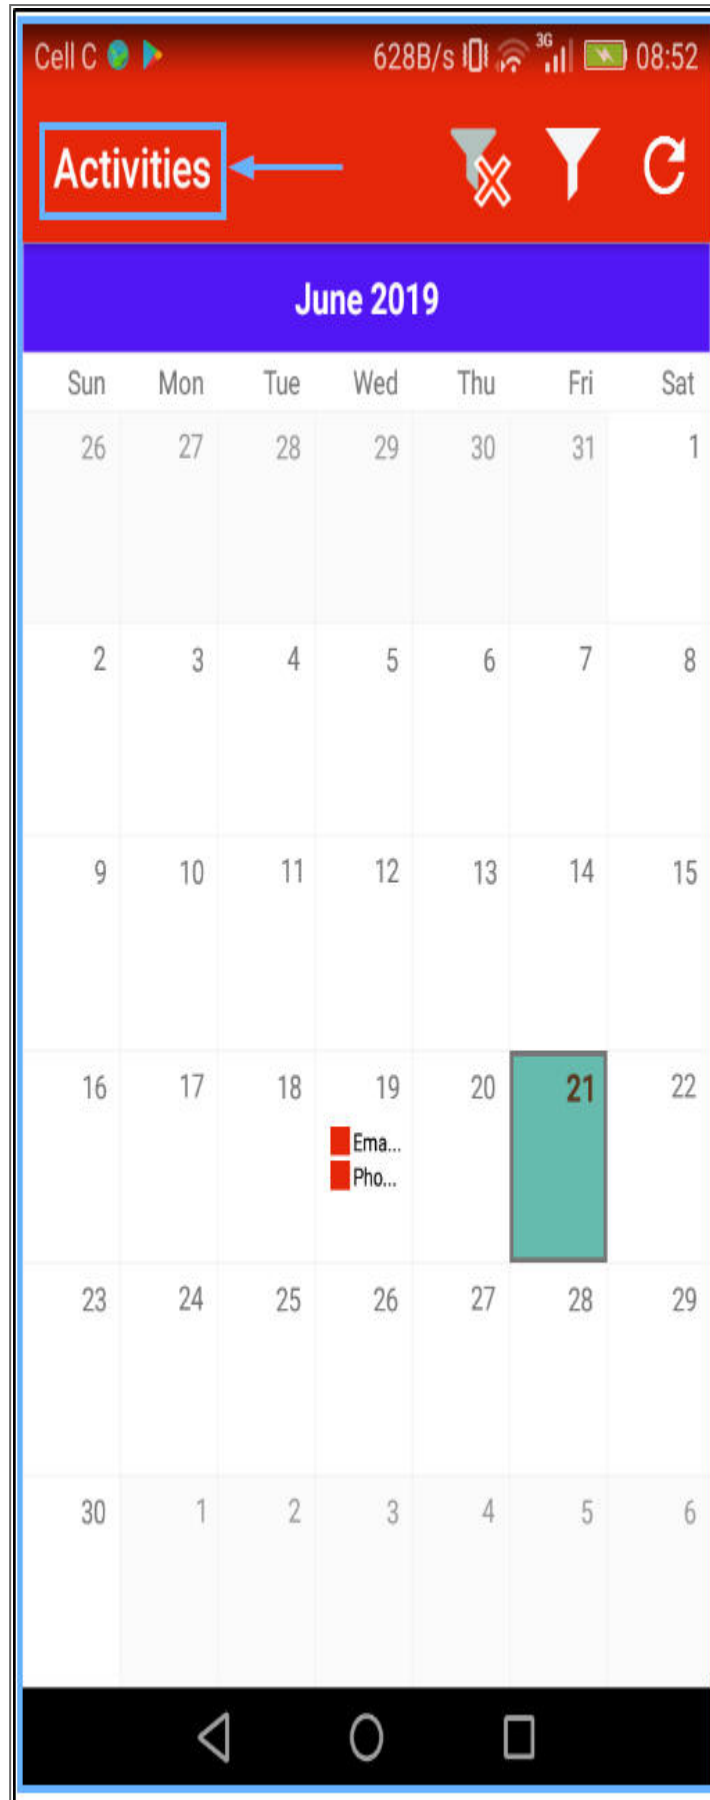 Cell C 628B/s 3G 08:52
Activities
June 2019
Sun Mon Tue Wed Thu Fri Sat
26 27 28 29 30 31 1
2 3 4 5 6 7 8
9 10 11 12 13 14 15
16 17 18 19 20 21 22
Ema...
Pho...
23 24 25 26 27 28 29
30 1 2 3 4 5 6